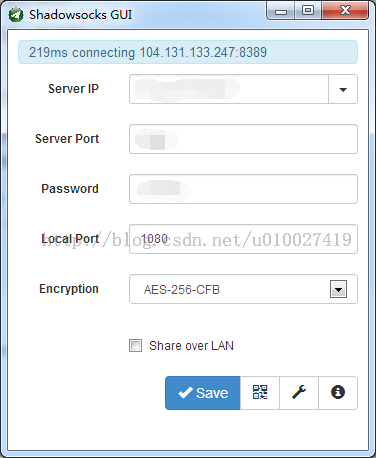 Shadowsocks GUI
219ms connecting 104.131.133.247:8389
Server IP
Server Port
Password
Local Port 1080
http://blog.csdn.net/u010027419
Encryption AES-256-CFB
Share over LAN
Save